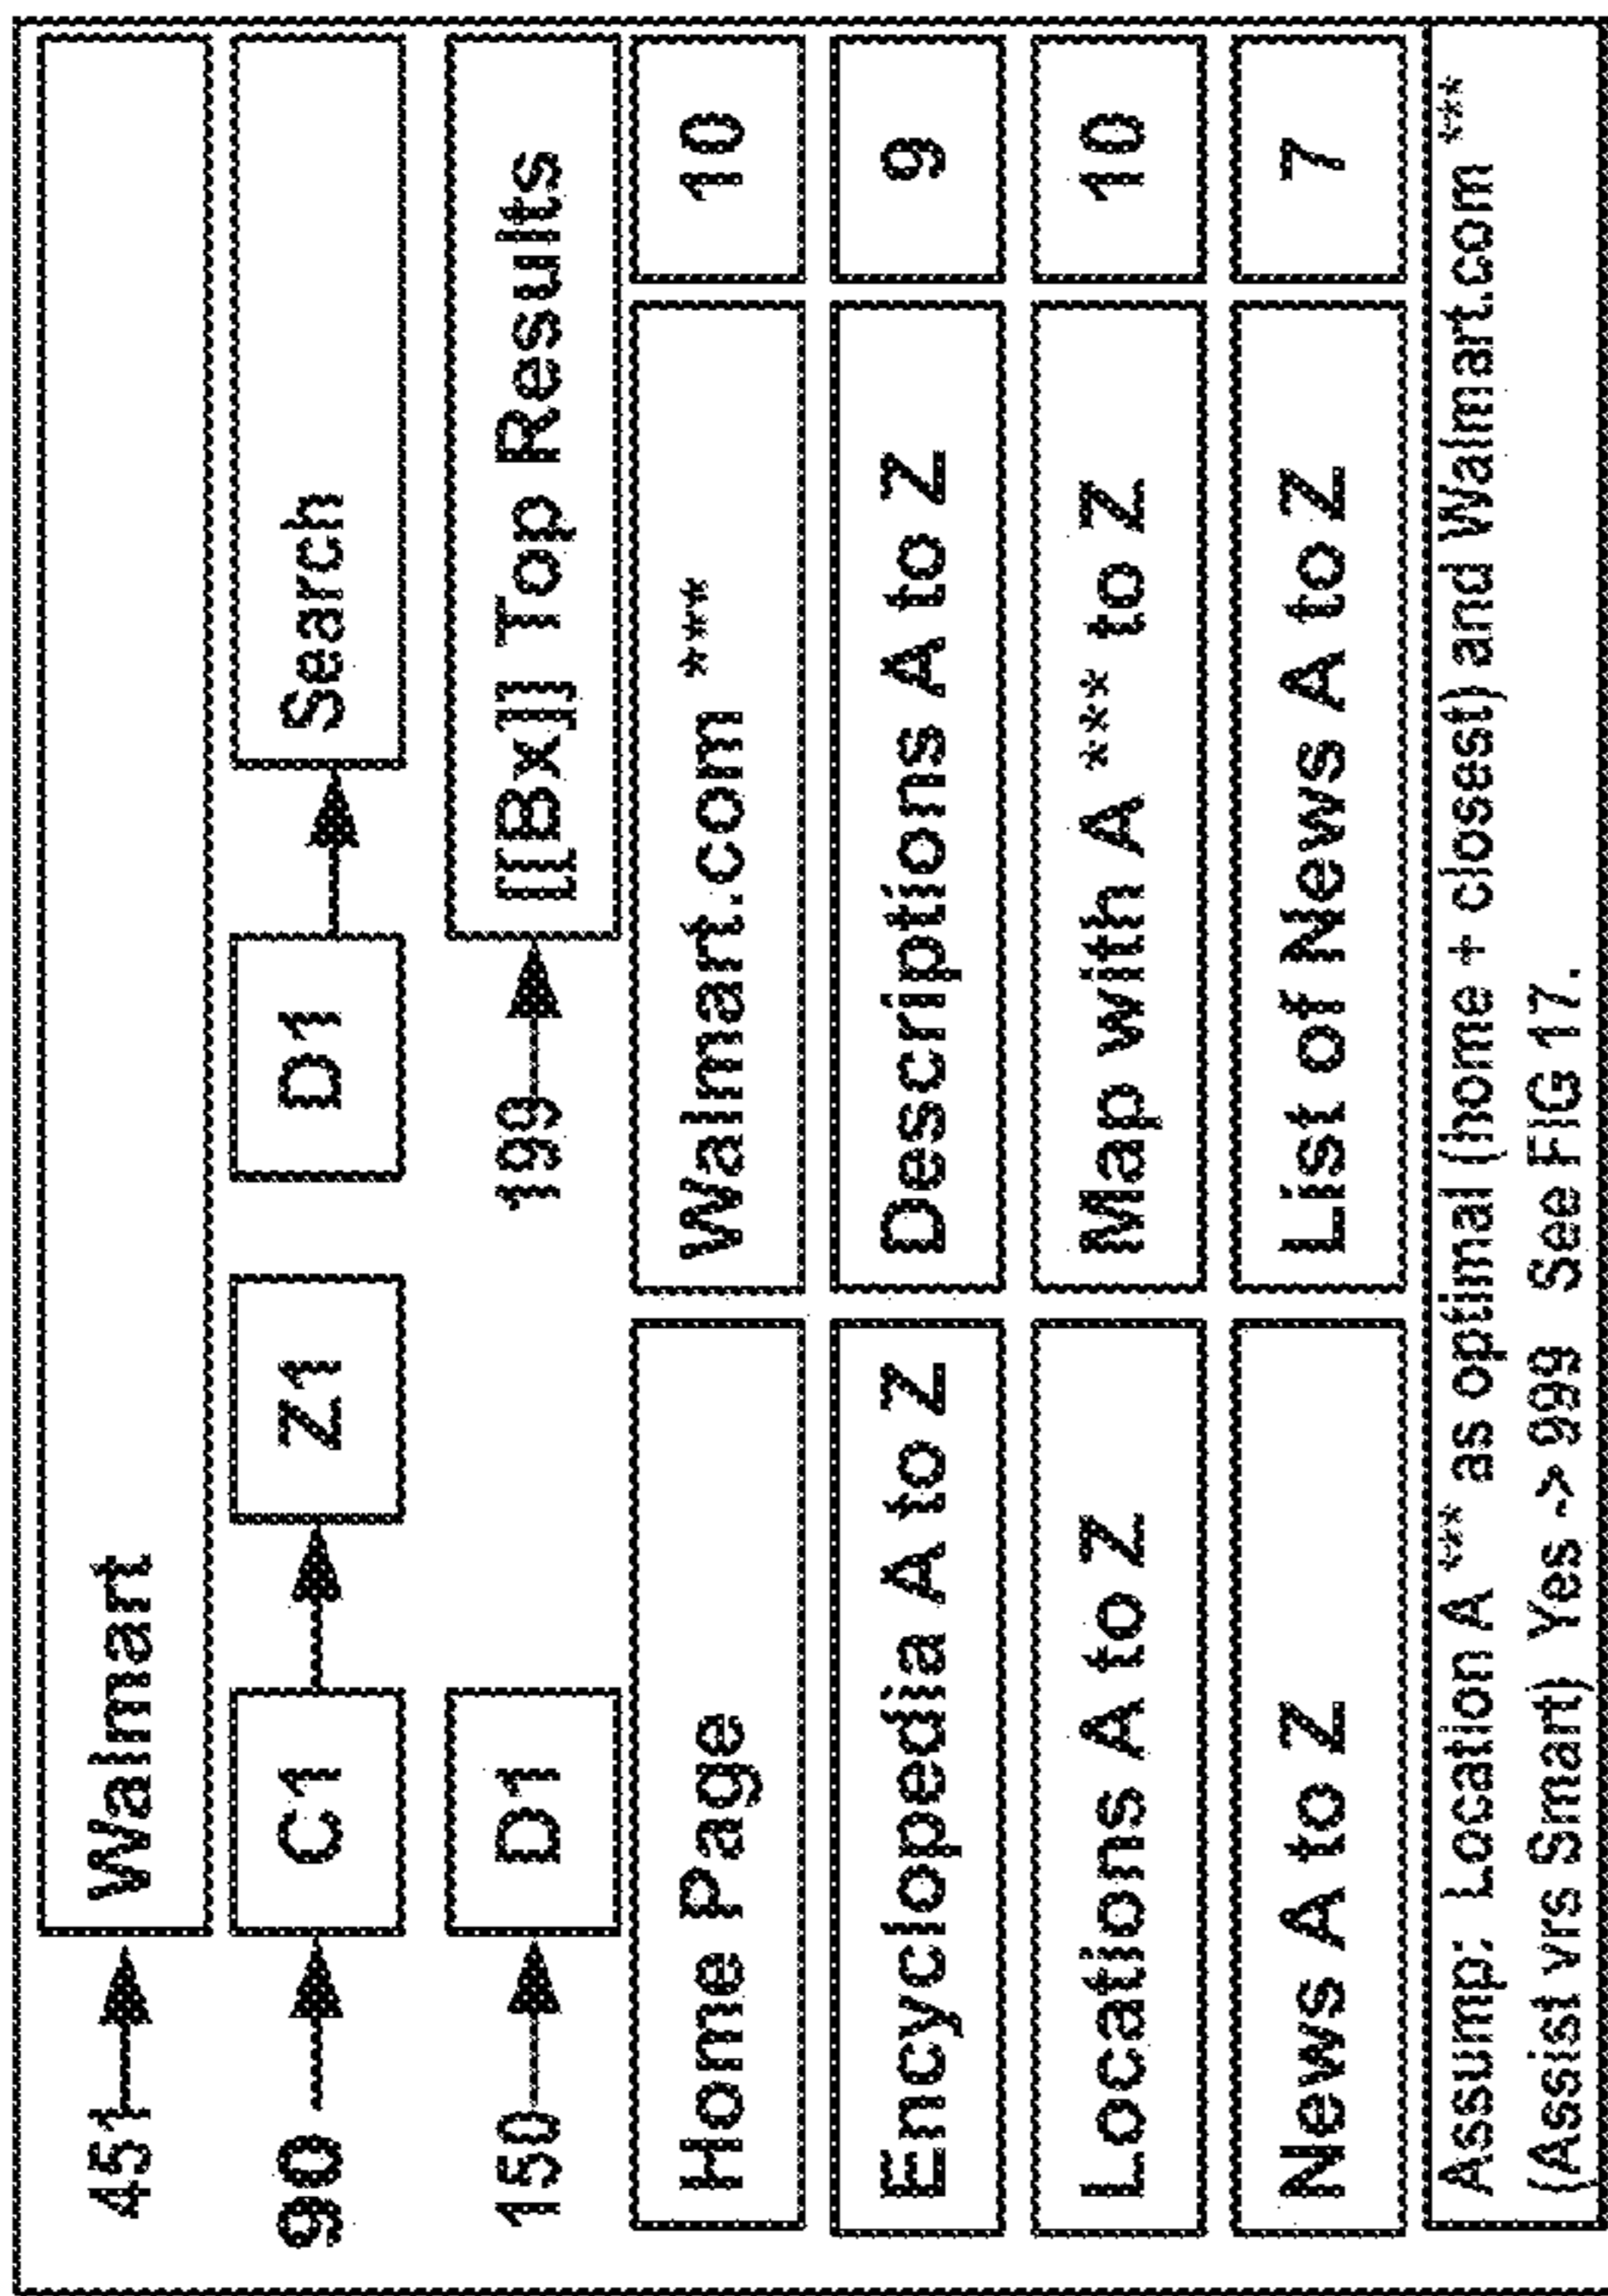 451 Walmart
90 C1 Z1 D1 Search
150 D1 199 [[Bx]] Top Results
Home Page Walmart.com *** 10
Encyclopedia A to Z Descriptions A to Z 9
Locations A to Z Map with A *** to Z 10
News A to Z List of News A to Z 7
Assump: Location A *** as optimal (home + closest) and Walmart.com ***
(Assist vrs Smart) Yes -> 999 See FIG 17.